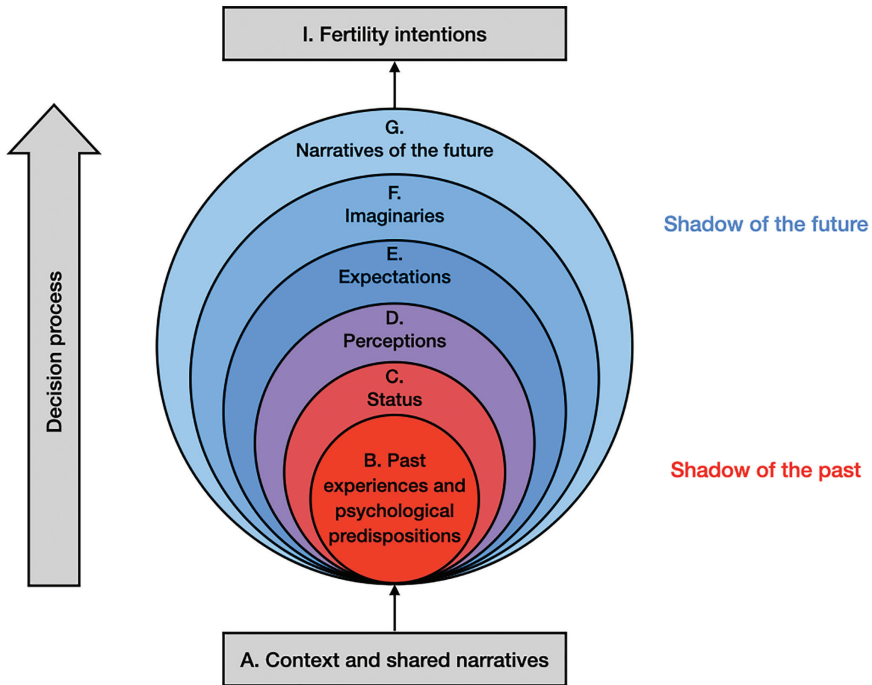 I. Fertility intentions
G.
Narratives of the future
F.
Imaginaries
Shadow of the future
E.
Expectations
D.
Perceptions
Decision process
C.
Status
B. Past
experiences and
psychological
predispositions
Shadow of the past
A. Context and shared narratives